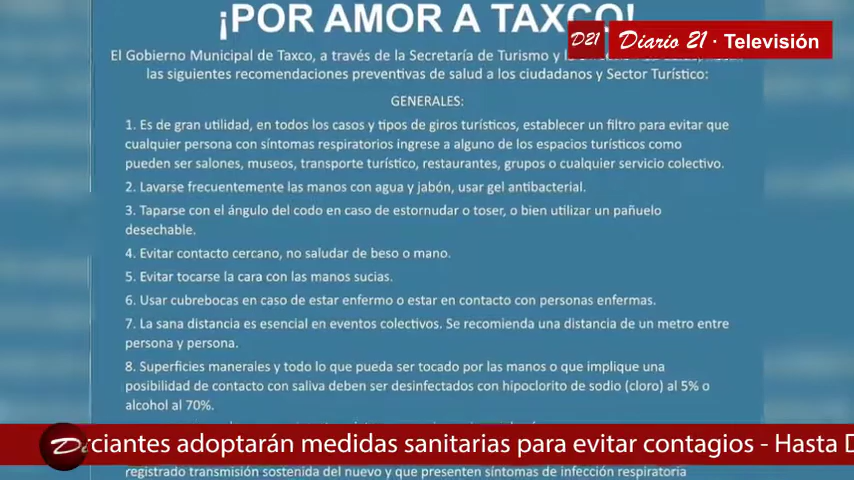 ¡POR AMOR A TAXCO!
D21 Diario 21 · Televisión
El Gobierno Municipal de Taxco, a través de la Secretaría de Turismo y
las siguientes recomendaciones preventivas de salud a los ciudadanos y Sector Turístico:
GENERALES:
1. Es de gran utilidad, en todos los casos y tipos de giros turísticos, establecer un filtro para evitar que
cualquier persona con síntomas respiratorios ingrese a alguno de los espacios turísticos como
pueden ser salones, museos, transporte turístico, restaurantes, grupos o cualquier servicio colectivo.
2. Lavarse frecuentemente las manos con agua y jabón, usar gel antibacterial.
3. Taparse con el ángulo del codo en caso de estornudar o toser, o bien utilizar un pañuelo
desechable.
4. Evitar contacto cercano, no saludar de beso o mano.
5. Evitar tocarse la cara con las manos sucias.
6. Usar cubrebocas en caso de estar enfermo o estar en contacto con personas enfermas.
7. La sana distancia es esencial en eventos colectivos. Se recomienda una distancia de un metro entre
persona y persona.
8. Superficies manerales y todo lo que pueda ser tocado por las manos o que implique una
posibilidad de contacto con saliva deben ser desinfectados con hipoclorito de sodio (cloro) al 5% o
alcohol al 70%.
rciantes adoptarán medidas sanitarias para evitar contagios - Hasta D
registrado transmisión sostenida del nuevo y que presenten síntomas de infección respiratoria